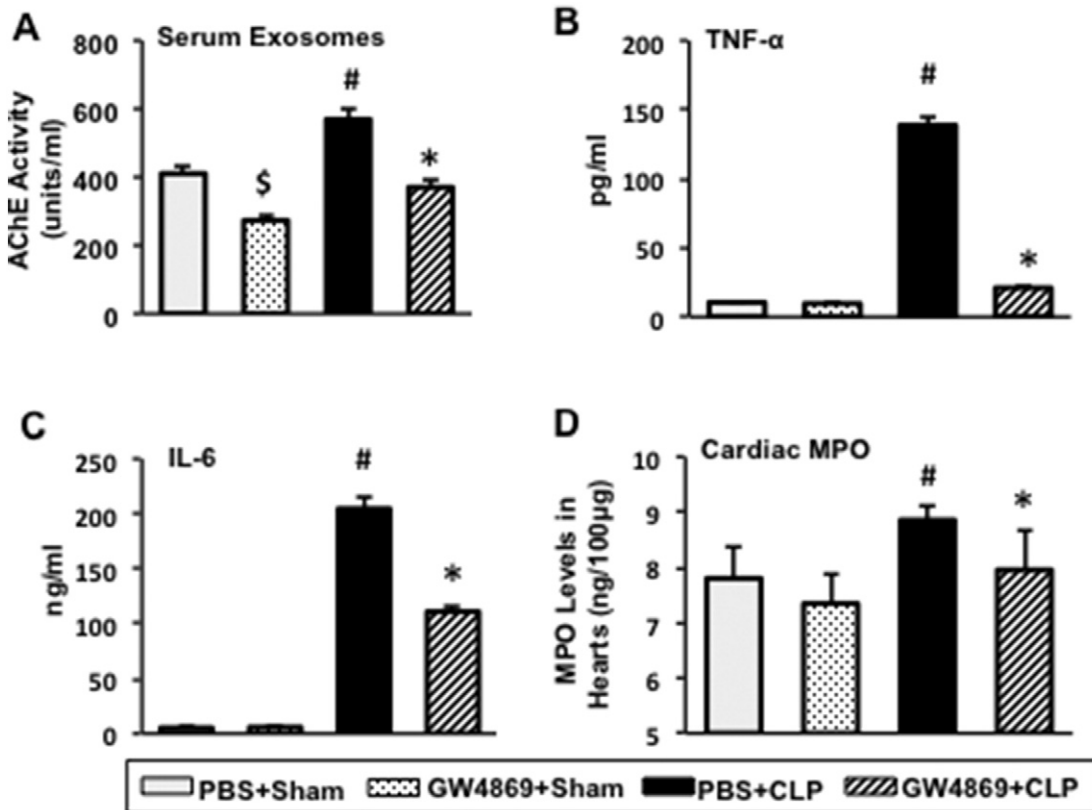 A
Serum Exosomes
AChE Activity
(units/ml)
800
600
400
200
0
$
#
*
B
TNF-α
pg/ml
200
150
100
50
0
#
*
C
IL-6
ng/ml
250
200
150
100
50
0
#
*
D
Cardiac MPO
MPO Levels in
Hearts (ng/100µg)
10
9
8
7
6
5
#
*
PBS+Sham GW4869+Sham PBS+CLP GW4869+CLP